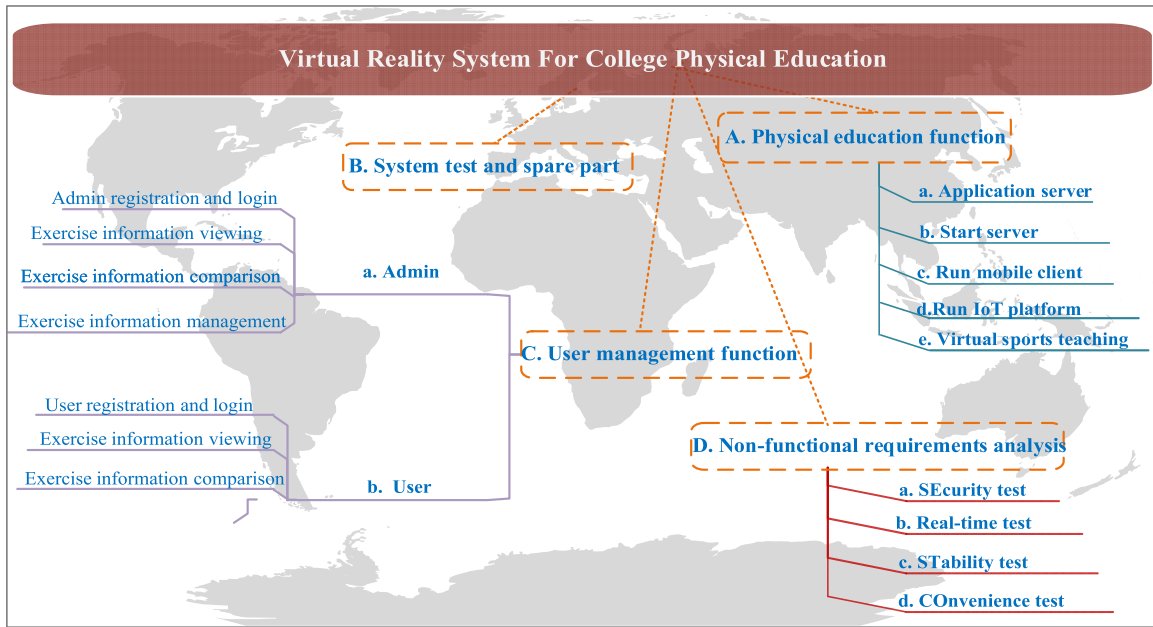 Virtual Reality System For College Physical Education
A. Physical education function
a. Application server
b. Start server
c. Run mobile client
d.Run IoT platform
e. Virtual sports teaching
B. System test and spare part
C. User management function
a. Admin
Admin registration and login
Exercise information viewing
Exercise information comparison
Exercise information management
b. User
User registration and login
Exercise information viewing
Exercise information comparison
D. Non-functional requirements analysis
a. SEcurity test
b. Real-time test
c. STability test
d. COnvenience test